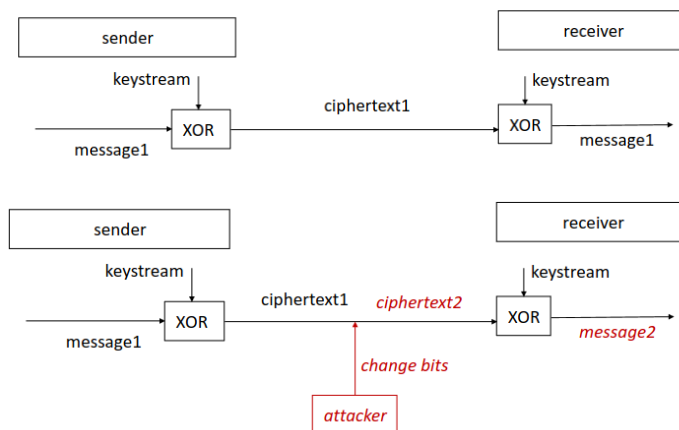 sender
receiver
keystream
keystream
ciphertext1
XOR
XOR
message1
message1
sender
receiver
keystream
keystream
ciphertext1
ciphertext2
XOR
XOR
message1
message2
change bits
attacker